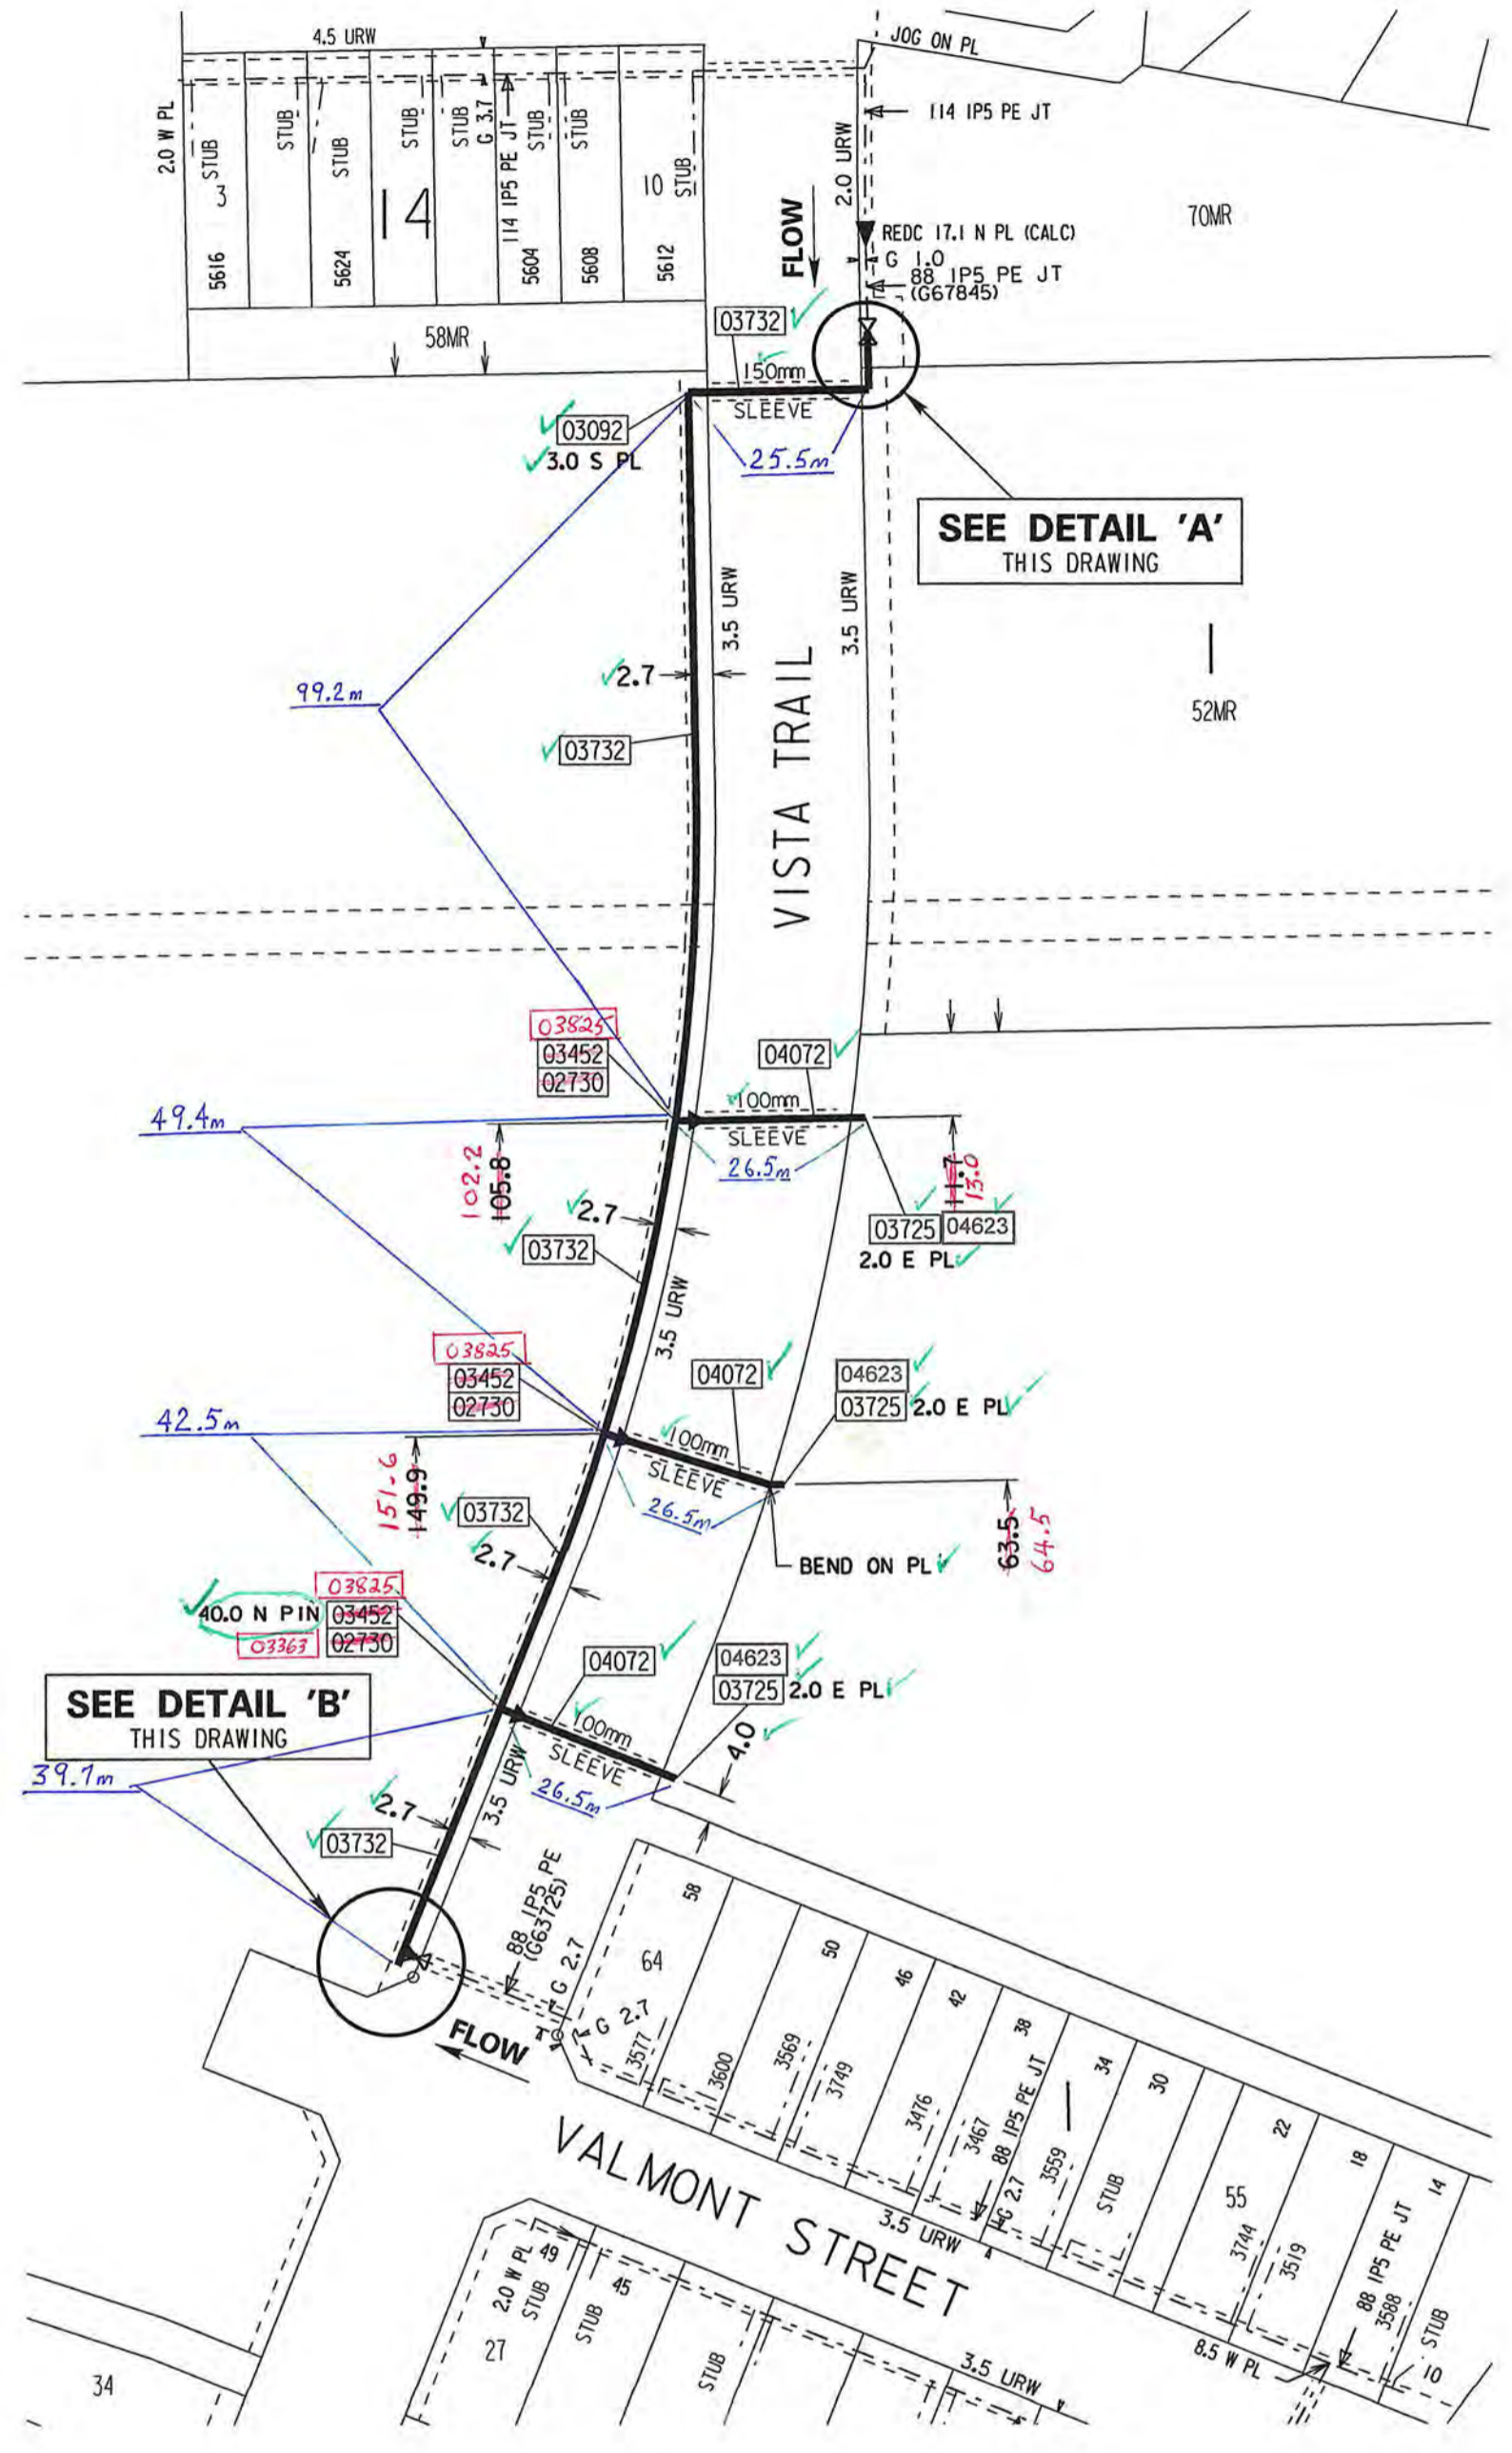 4.5 URW
JOG ON PL
2.0 W PL
STUB
STUB
STUB
STUB
STUB
G 3.7
114 IP5 PE JT
STUB
STUB
STUB
3
14
10
5616
5624
5604
5608
5612
58MR
2.0 URW
114 IP5 PE JT
FLOW
REDC 17.1 N PL (CALC)
G 1.0
88 IP5 PE JT
(G67845)
70MR
03732
150mm
SLEEVE
25.5m
03092
3.0 S PL
SEE DETAIL 'A'
THIS DRAWING
3.5 URW
3.5 URW
2.7
99.2m
03732
VISTA TRAIL
1
52MR
03825
03452
02730
04072
100mm
SLEEVE
26.5m
49.4m
102.2
105.8
11.7
13.0
2.7
03732
03725 04623
2.0 E PL
3.5 URW
03825
03452
02730
04072
04623
03725 2.0 E PL
42.5m
100mm
SLEEVE
26.5m
151.6
149.9
03732
2.7
BEND ON PL
63.5
64.5
03825
40.0 N PIN 03452
03363 02730
04072
04623
03725 2.0 E PL
100mm
SLEEVE
26.5m
4.0
SEE DETAIL 'B'
THIS DRAWING
39.7m
2.7
3.5 URW
03732
88 IP5 PE
(G63725)
G 2.7
G 2.7
FLOW
64
58
50
46
42
38
34
30
22
18
14
3577
3600
3569
3749
3476
3467
88 IP5 PE JT
1
3559
G 2.7
STUB
55
3744
3519
88 IP5 PE JT
3588
STUB
10
VALMONT STREET
3.5 URW
8.5 W PL
2.0 W PL
49
STUB
45
STUB
27
STUB
3.5 URW
34